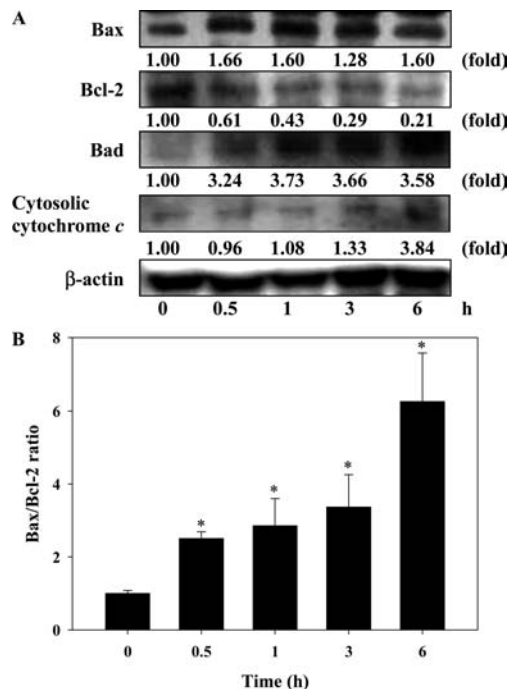 A
Bax
1.00 1.66 1.60 1.28 1.60 (fold)
Bcl-2
1.00 0.61 0.43 0.29 0.21 (fold)
Bad
1.00 3.24 3.73 3.66 3.58 (fold)
Cytosolic
cytochrome c
1.00 0.96 1.08 1.33 3.84 (fold)
β-actin
0 0.5 1 3 6 h
B
8
6
4
2
0
Bax/Bcl-2 ratio
* * * *
0 0.5 1 3 6
Time (h)